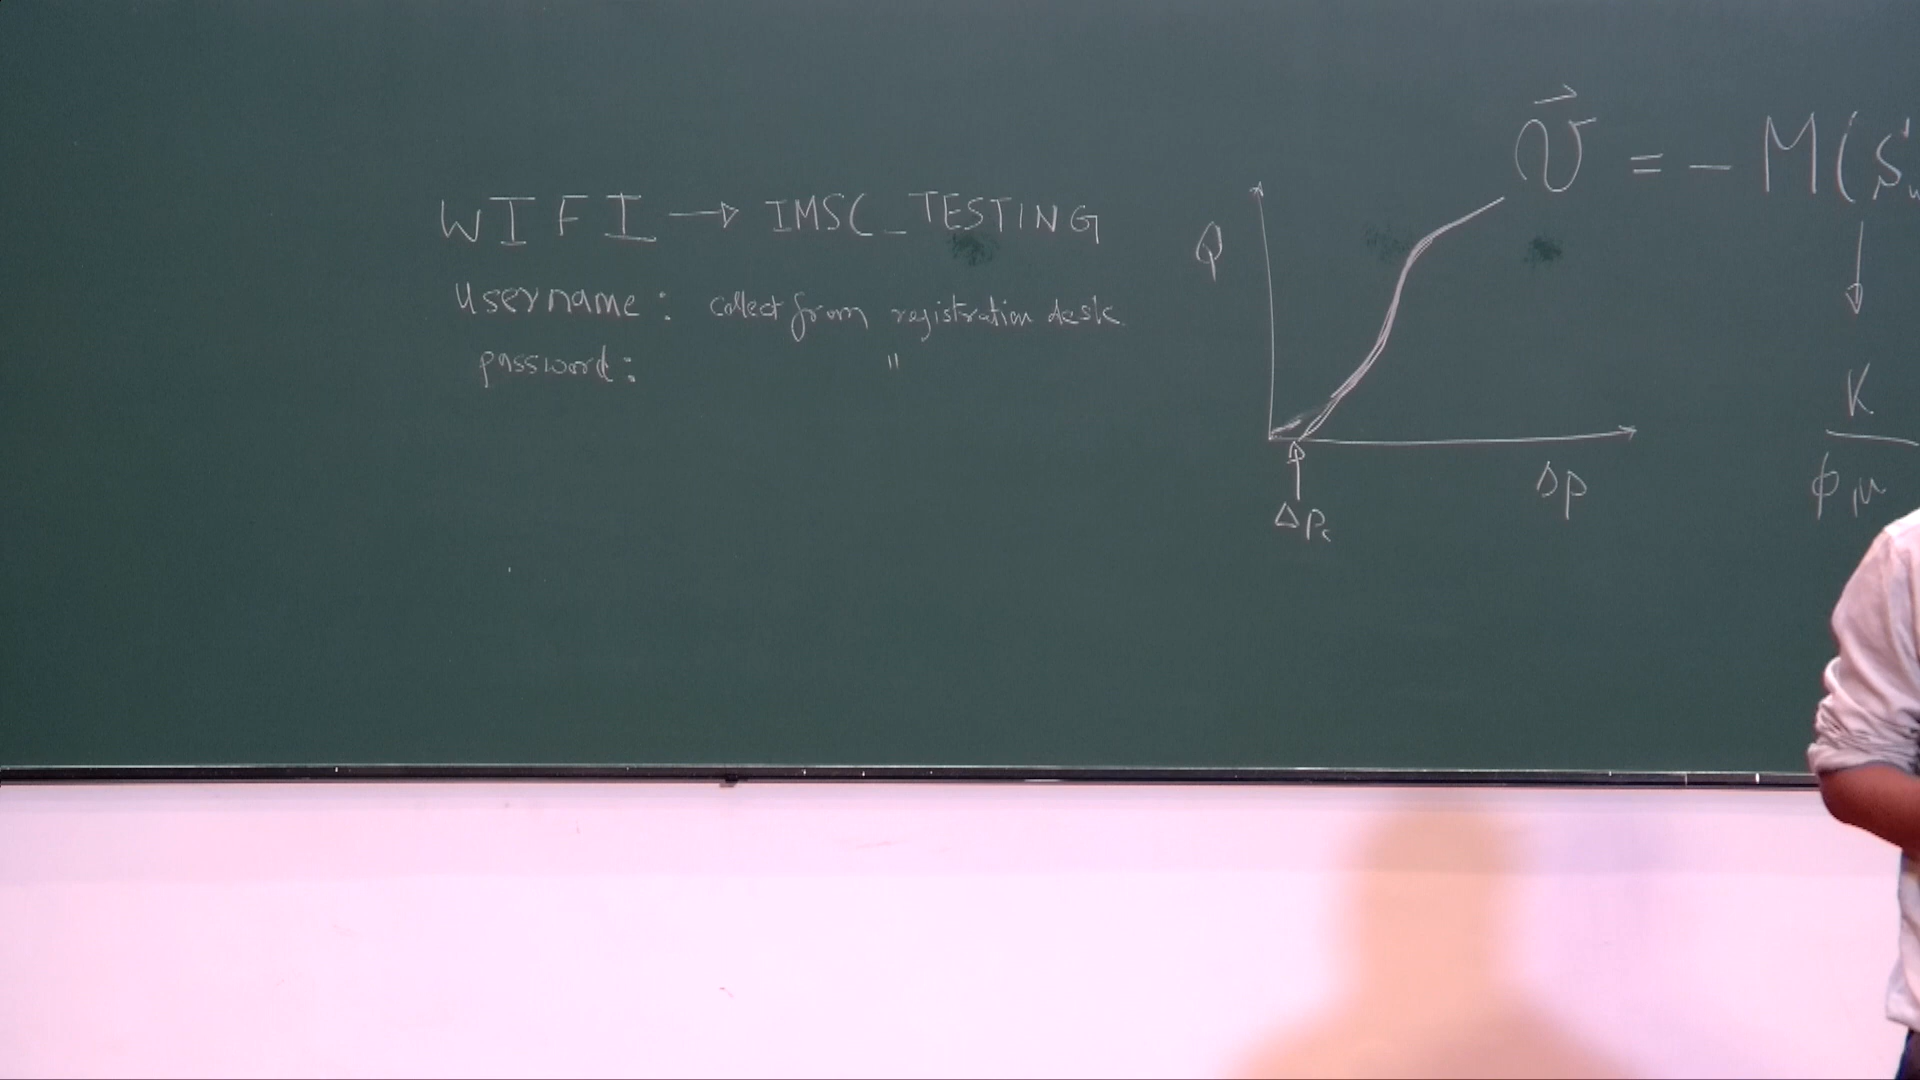 WIFI → IMSC_TESTING
username: collect from registration desk
password: "
Q
Δp
Δpc
v⃗ = - M(S
↓
K
ϕμ